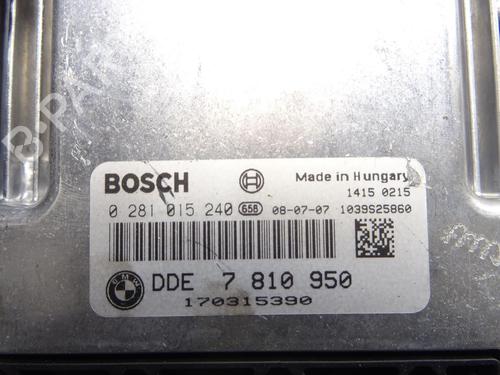 BOSCH
Made in Hungary
1415 0215
0 281 015 240 658 08-07-07 1039S25860
BMW
DDE 7 810 950
170315390